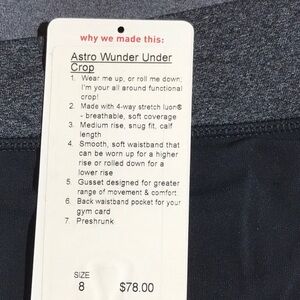 why we made this:
Astro Wunder Under
Crop
1. Wear me up, or roll me down;
I'm your all around functional
crop!
2. Made with 4-way stretch luon®
- breathable, soft coverage
3. Medium rise, snug fit, calf
length
4. Smooth, soft waistband that
can be worn up for a higher
rise or rolled down for a
lower rise
5. Gusset designed for greater
range of movement & comfort
6. Back waistband pocket for your
gym card
7. Preshrunk
SIZE
8 $78.00